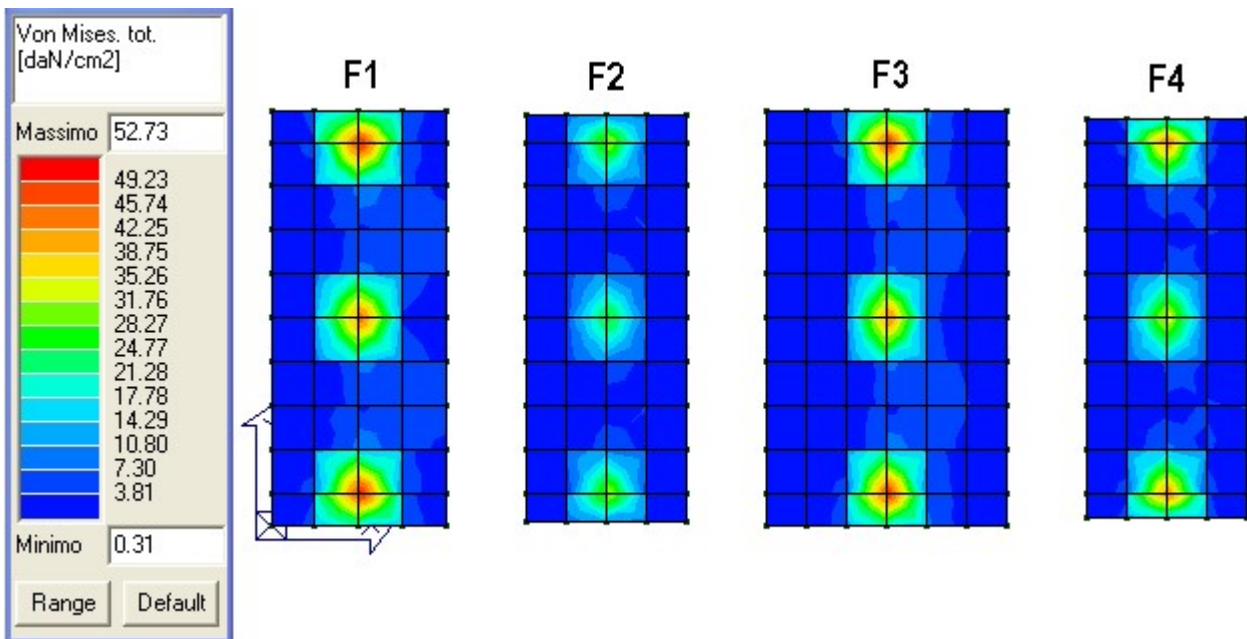 Von Mises. tot.
[daN/cm2]
Massimo 52.73
49.23
45.74
42.25
38.75
35.26
31.76
28.27
24.77
21.28
17.78
14.29
10.80
7.30
3.81
Minimo 0.31
Range Default
F1 F2 F3 F4